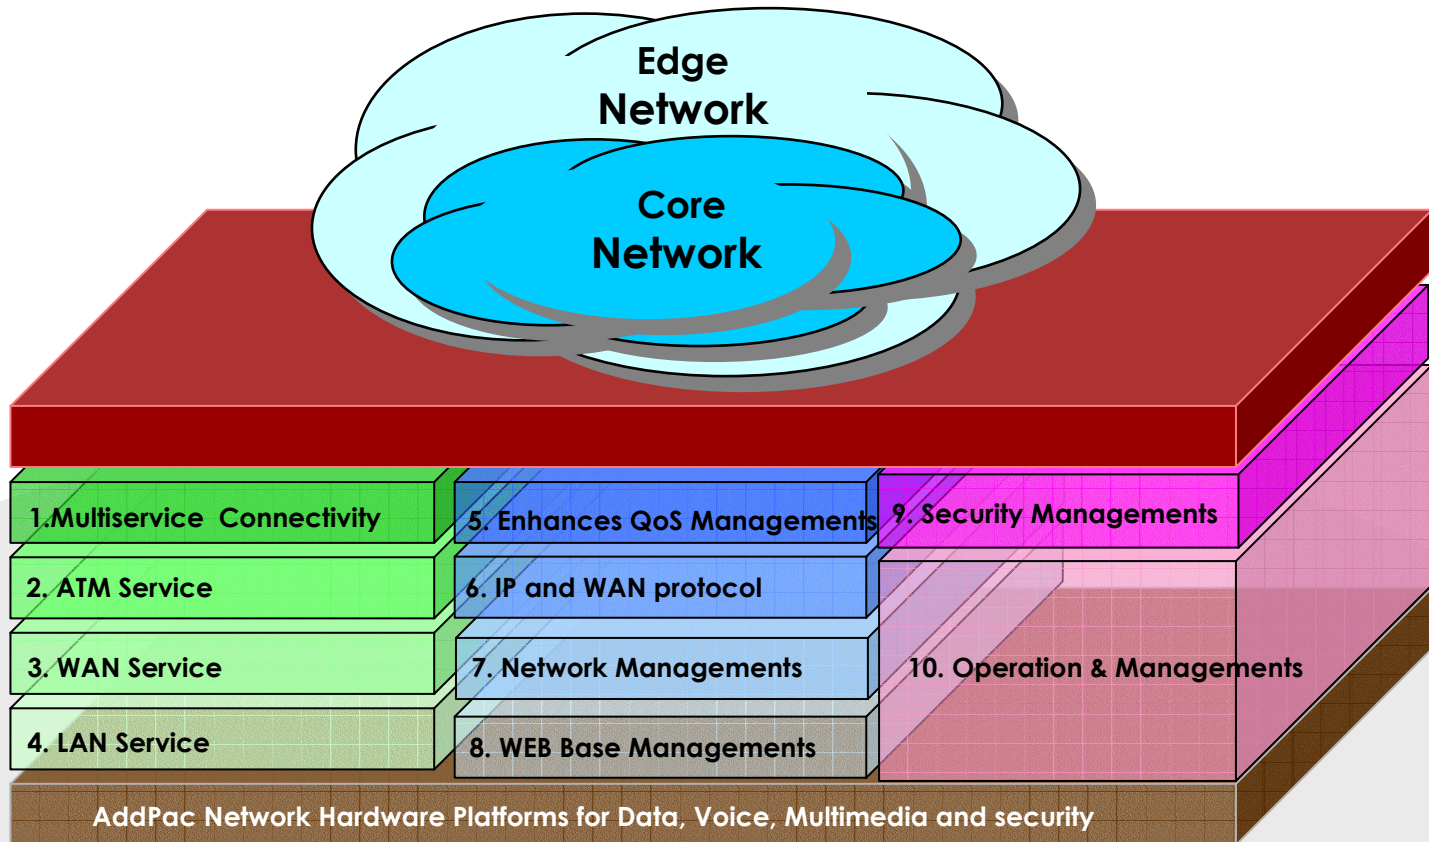 Edge
Network
Core
Network
1.Multiservice Connectivity
2. ATM Service
3. WAN Service
4. LAN Service
5. Enhances QoS Managements
6. IP and WAN protocol
7. Network Managements
8. WEB Base Managements
9. Security Managements
10. Operation & Managements
AddPac Network Hardware Platforms for Data, Voice, Multimedia and security